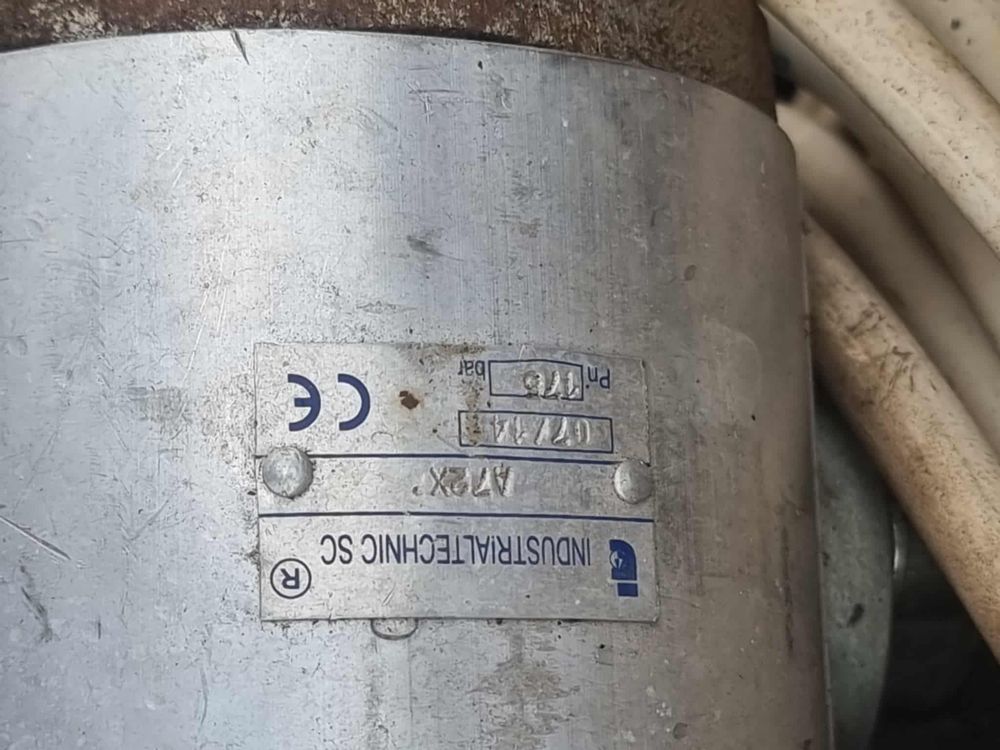 INDUSTRIALTECHNIC SC ®
A72X
07/14
Pn 175 bar
CE